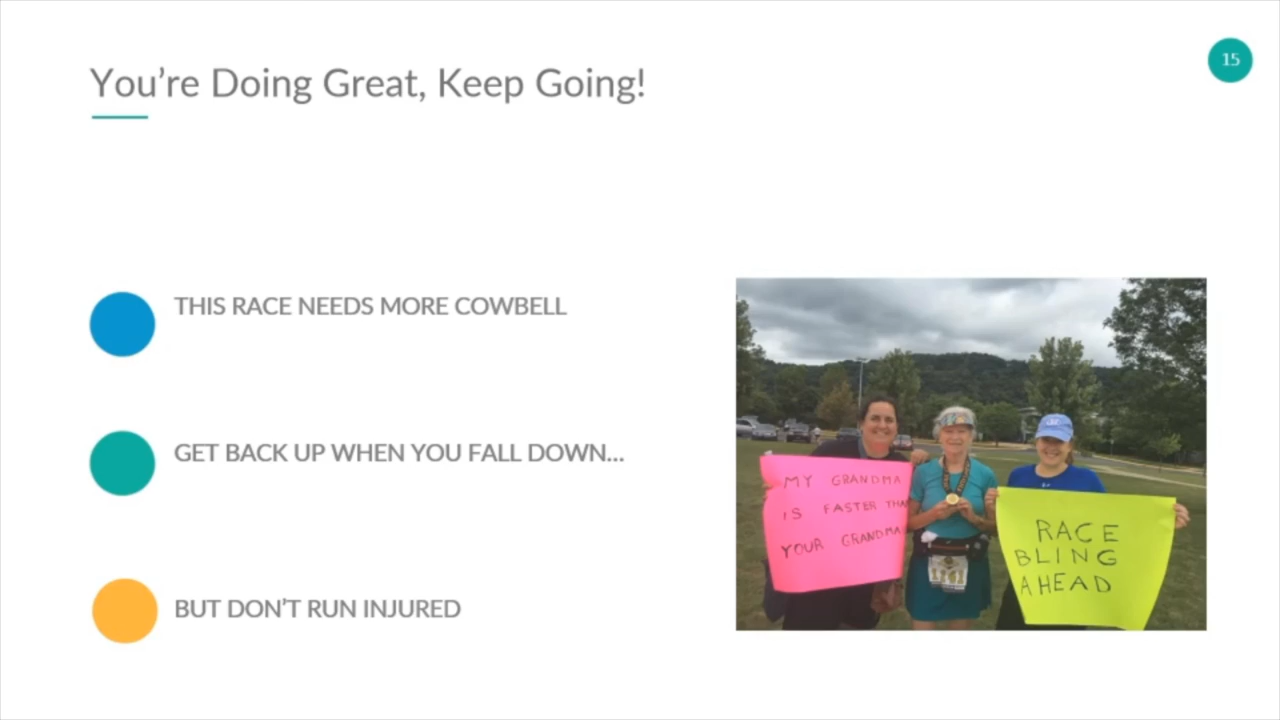 You're Doing Great, Keep Going!
15
THIS RACE NEEDS MORE COWBELL
GET BACK UP WHEN YOU FALL DOWN...
BUT DON'T RUN INJURED
MY GRANDMA
IS FASTER THAN
YOUR GRANDMA
RACE
BLING
AHEAD